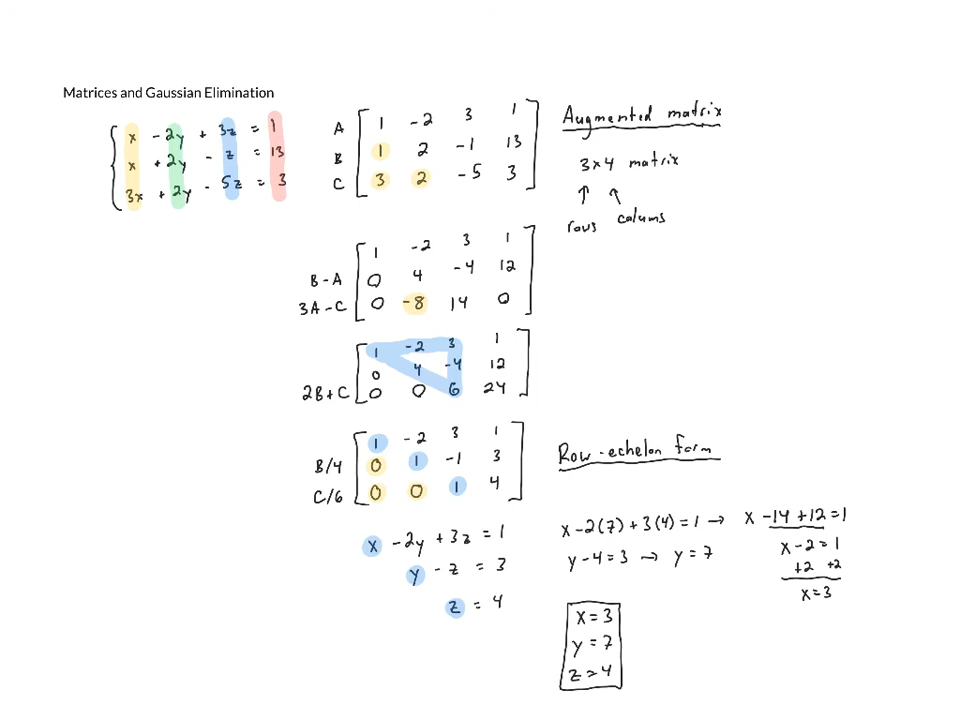 Matrices and Gaussian Elimination
x - 2y + 3z = 1
x + 2y - z = 13
3x + 2y - 5z = 3
A 1 -2 3 1
B 1 2 -1 13
C 3 2 -5 3
Augmented matrix
3x4 matrix
↑ ↖
rows colums
1 -2 3 1
B-A 0 4 -4 12
3A-C 0 -8 14 0
1 -2 3 1
0 4 -4 12
2B+C 0 0 6 24
1 -2 3 1
B/4 0 1 -1 3
C/6 0 0 1 4
Row-echelon form
x - 2y + 3z = 1
y - z = 3
z = 4
x - 2(7) + 3(4) = 1 → x - 14 + 12 = 1
y - 4 = 3 → y = 7
x - 2 = 1
+2 +2
x = 3
x = 3
y = 7
z = 4